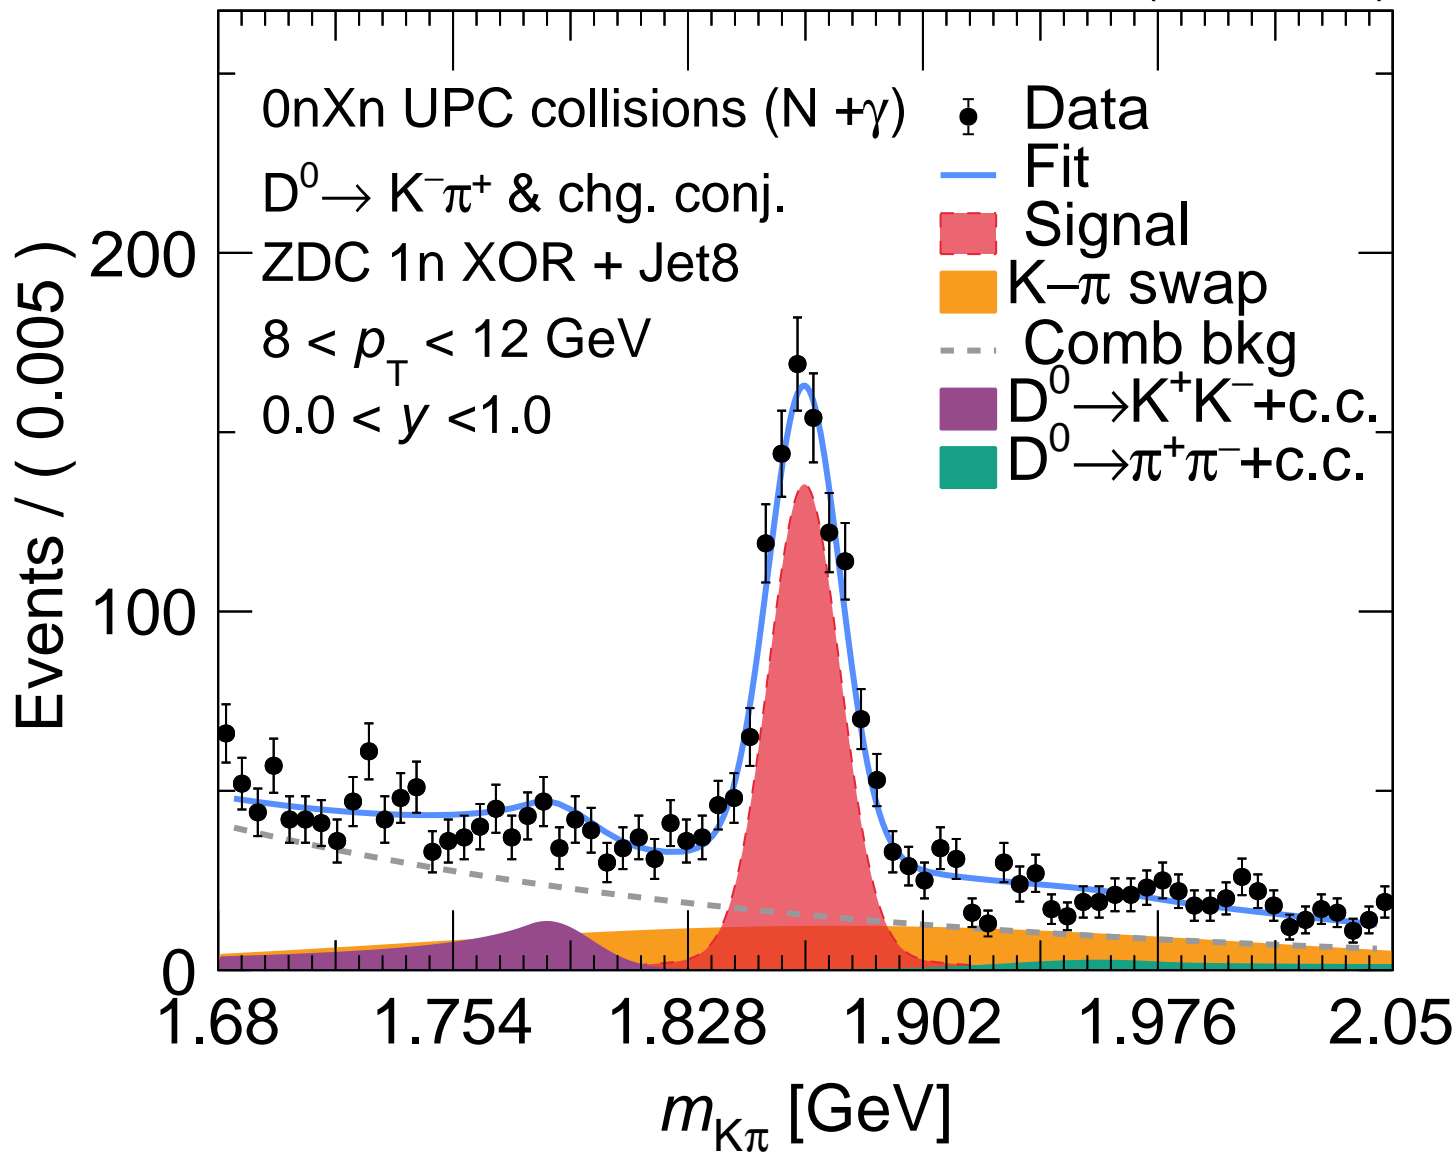 0nXn UPC collisions (N +γ)
D⁰→ K⁻π⁺ & chg. conj.
ZDC 1n XOR + Jet8
8 < p_T < 12 GeV
0.0 < y <1.0
Data
Fit
Signal
K−π swap
Comb bkg
D⁰→K⁺K⁻+c.c.
D⁰→π⁺π⁻+c.c.
Events / ( 0.005 )
200
100
0
1.68 1.754 1.828 1.902 1.976 2.05
m_Kπ [GeV]